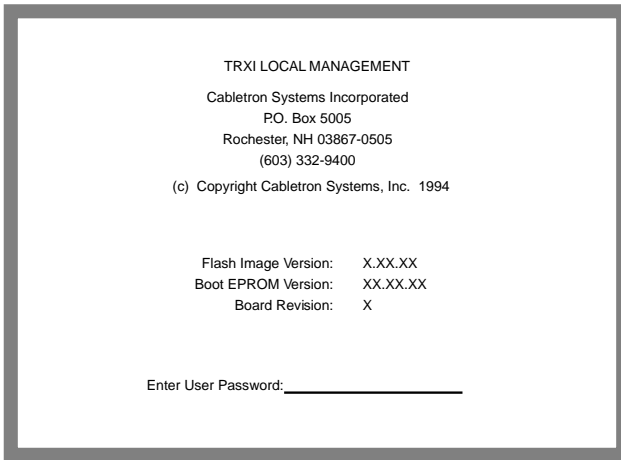 TRXI LOCAL MANAGEMENT
Cabletron Systems Incorporated
P.O. Box 5005
Rochester, NH 03867-0505
(603) 332-9400
(c) Copyright Cabletron Systems, Inc. 1994
Flash Image Version: X.XX.XX
Boot EPROM Version: XX.XX.XX
Board Revision: X
Enter User Password: